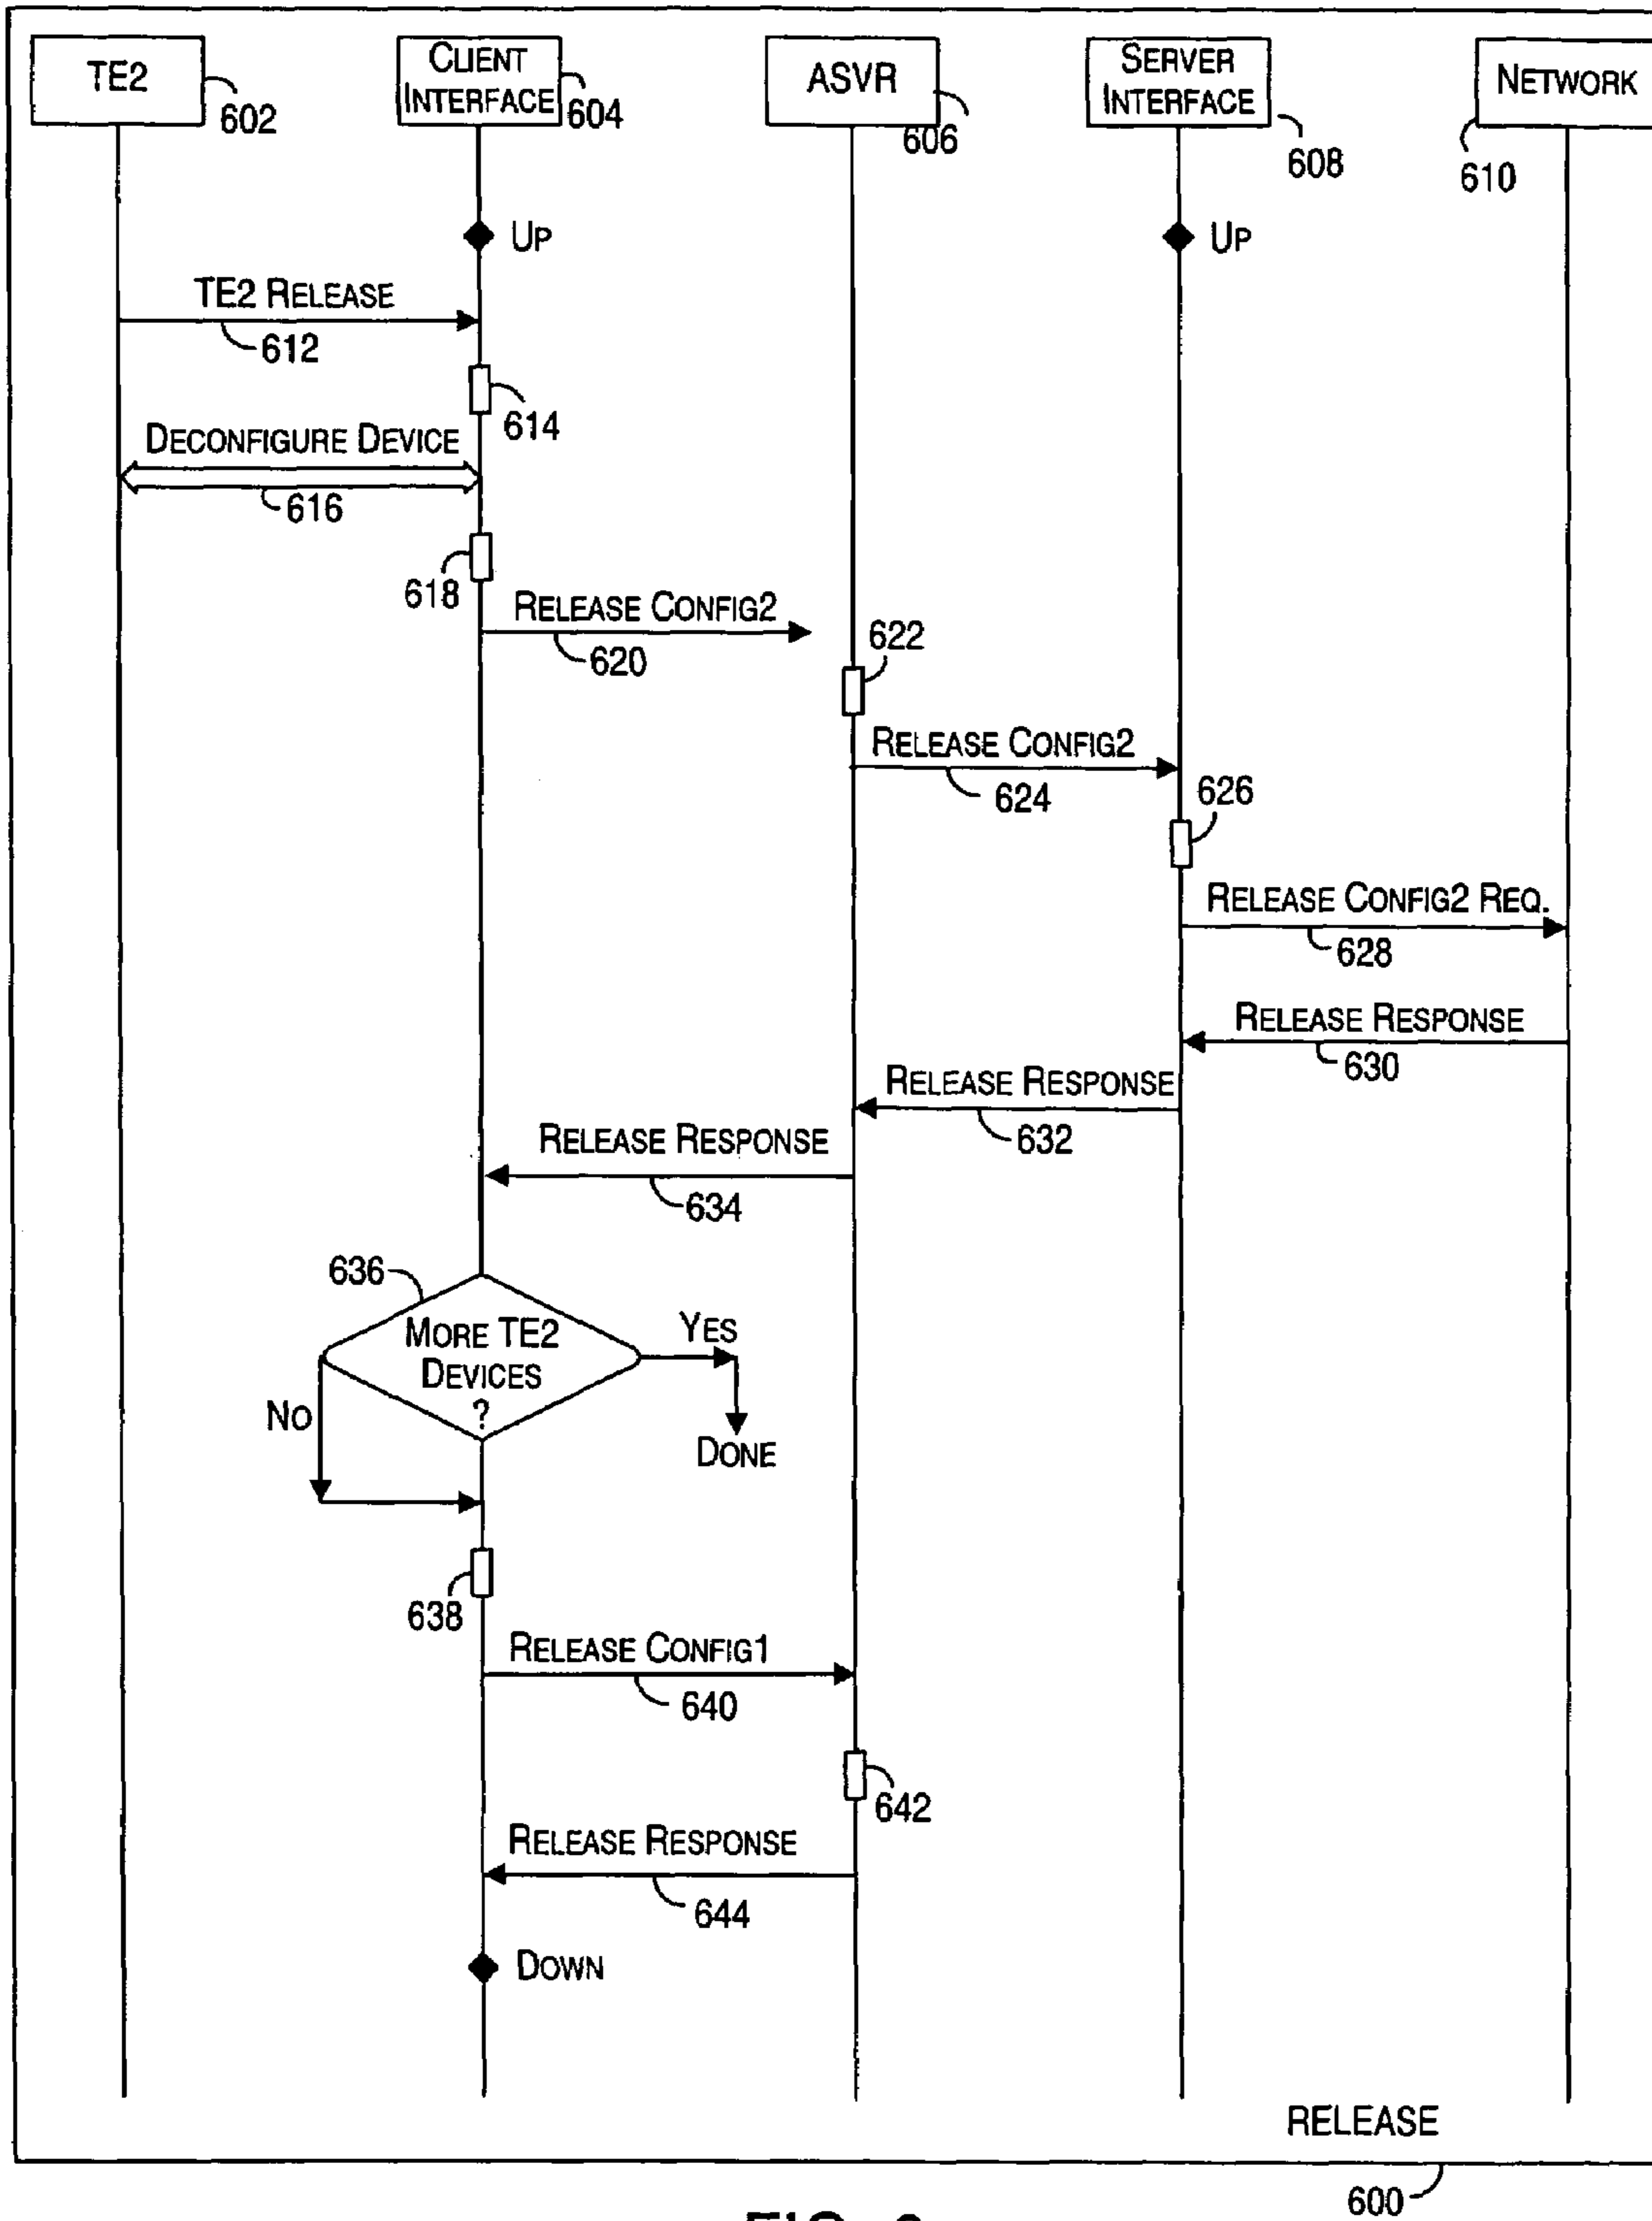 TE2
602
CLIENT
INTERFACE
604
ASVR
606
SERVER
INTERFACE
608
NETWORK
610
UP
UP
TE2 RELEASE
612
614
DECONFIGURE DEVICE
616
618
RELEASE CONFIG2
620
622
RELEASE CONFIG2
624
626
RELEASE CONFIG2 REQ.
628
RELEASE RESPONSE
630
RELEASE RESPONSE
632
RELEASE RESPONSE
634
636
MORE TE2
DEVICES
?
YES
NO
DONE
638
RELEASE CONFIG1
640
642
RELEASE RESPONSE
644
DOWN
RELEASE
600